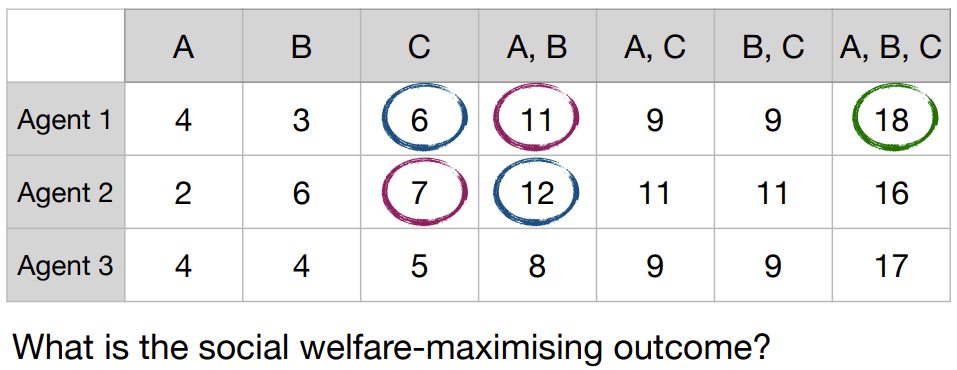 A B C A, B A, C B, C A, B, C
Agent 1 4 3 6 11 9 9 18
Agent 2 2 6 7 12 11 11 16
Agent 3 4 4 5 8 9 9 17
What is the social welfare-maximising outcome?